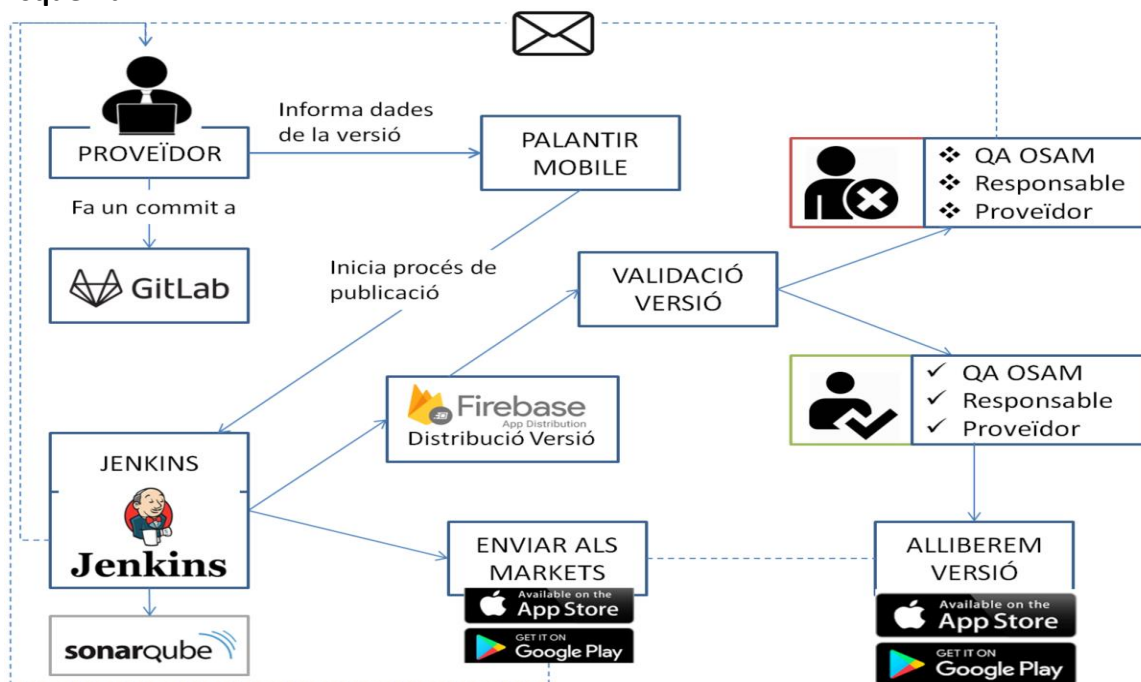 PROVEÏDOR
Informa dades
de la versió
PALANTIR
MOBILE
QA OSAM
Responsable
Proveïdor
Fa un commit a
GitLab
Inicia procés de
publicació
VALIDACIÓ
VERSIÓ
Firebase
App Distribution
Distribució Versió
QA OSAM
Responsable
Proveïdor
JENKINS
Jenkins
sonarqube
ENVIAR ALS
MARKETS
Available on the
App Store
GET IT ON
Google Play
ALLIBEREM
VERSIÓ
Available on the
App Store
GET IT ON
Google Play